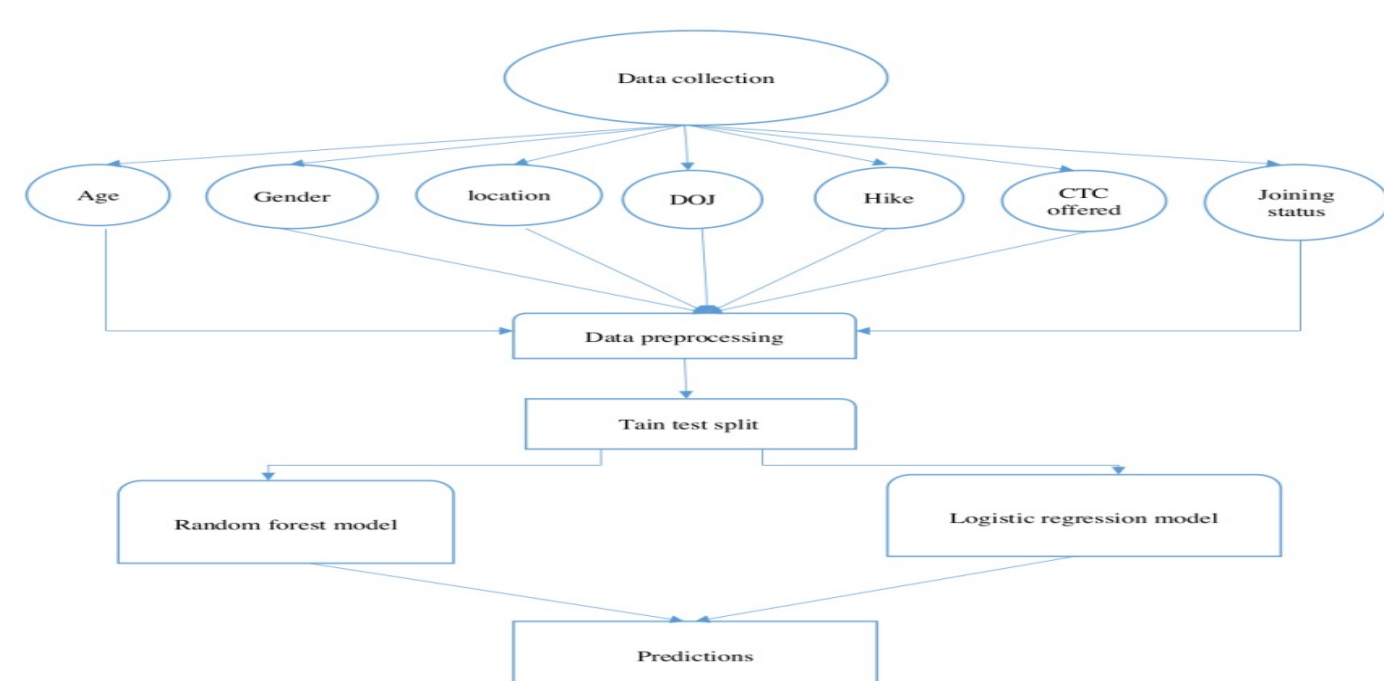 Data collection
Age
Gender
location
DOJ
Hike
CTC
offered
Joining
status
Data preprocessing
Tain test split
Random forest model
Logistic regression model
Predictions